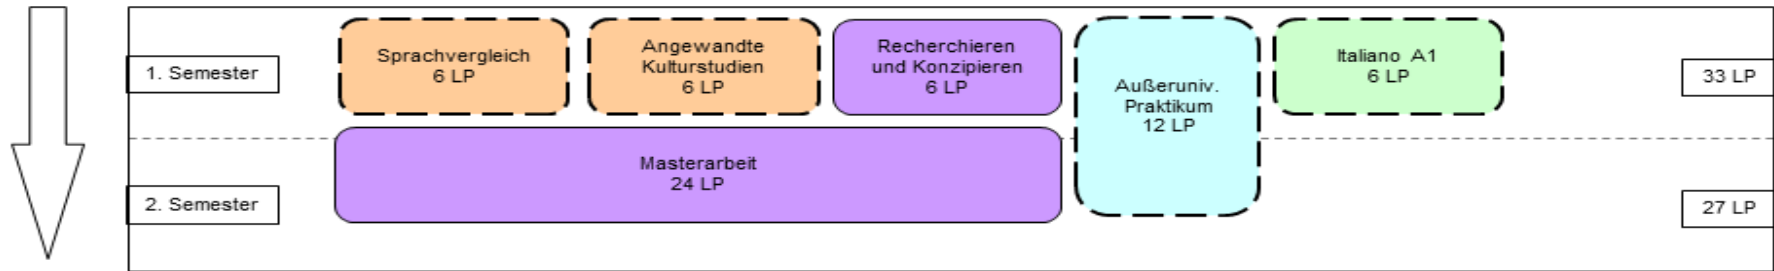 1. Semester
Sprachvergleich
6 LP
Angewandte
Kulturstudien
6 LP
Recherchieren
und Konzipieren
6 LP
Außeruniv.
Praktikum
12 LP
Italiano A1
6 LP
33 LP
Masterarbeit
24 LP
2. Semester
27 LP